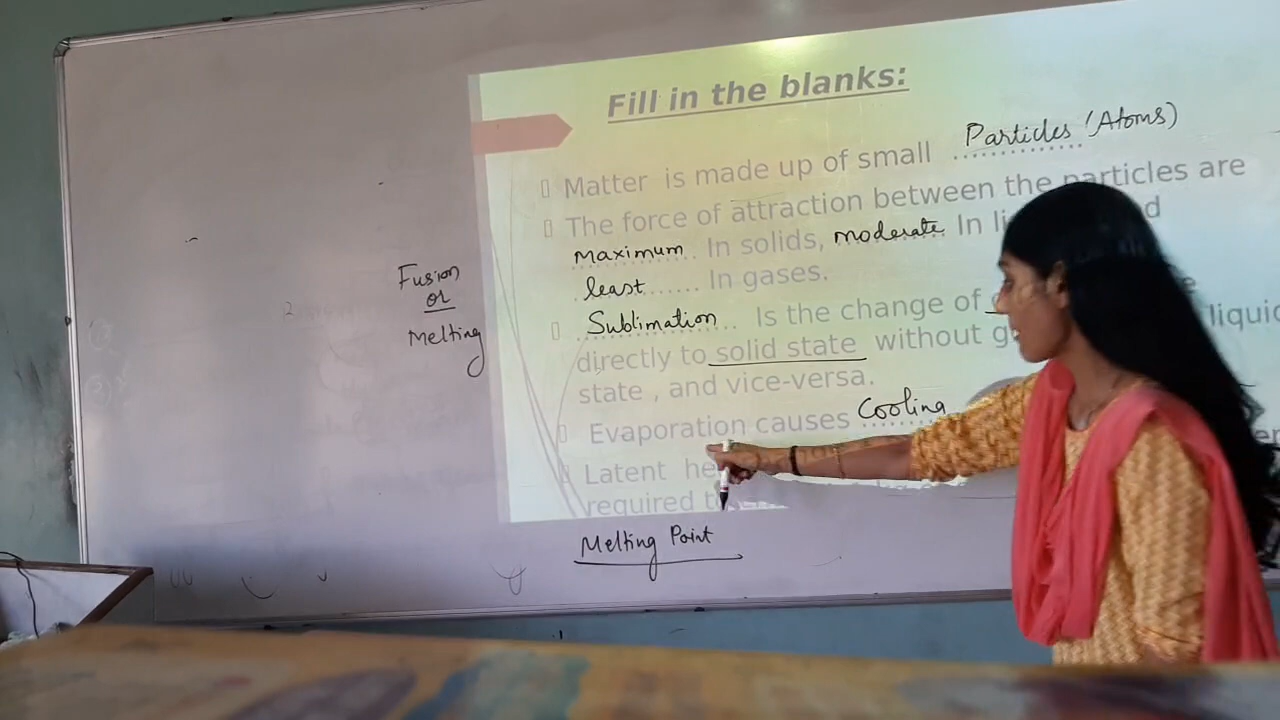 Fill in the blanks:
Matter is made up of small Particles (Atoms)
The force of attraction between the particles are
maximum.. In solids, moderate In
least....... In gases.
Sublimation... Is the change of
directly to solid state without liquid
state , and vice-versa.
Evaporation causes Cooling
Latent
required
Fusion
or
Melting
Melting Point